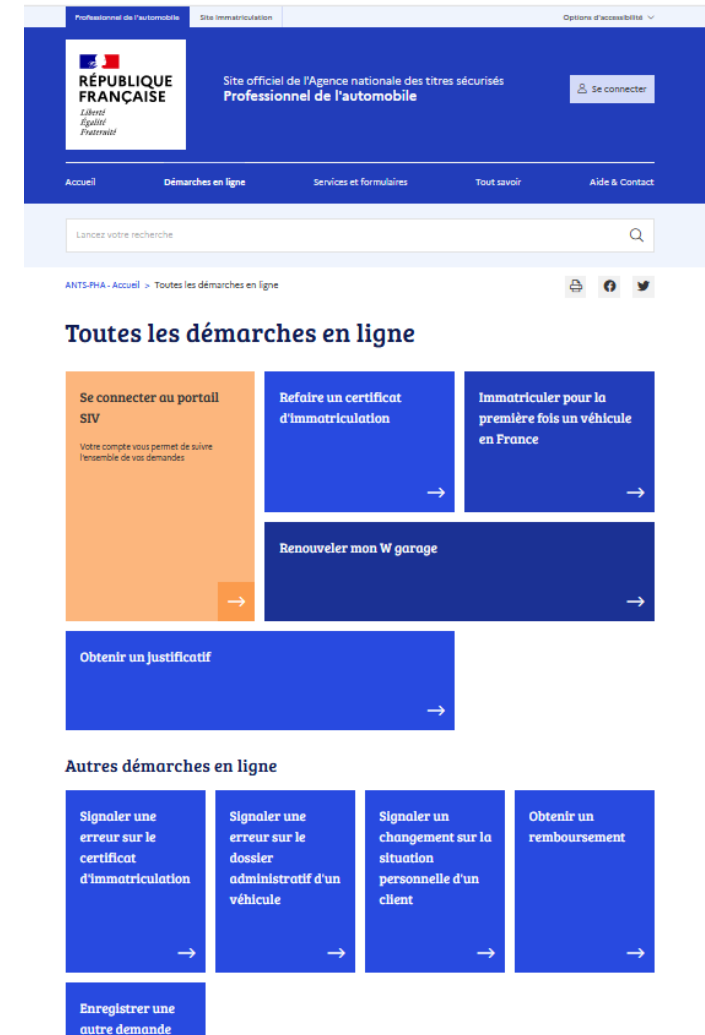 Professionnel de l'automobile
Site immatriculation
Options d'accessibilité
RÉPUBLIQUE
FRANÇAISE
Liberté
Égalité
Fraternité
Site officiel de l'Agence nationale des titres sécurisés
Professionnel de l'automobile
Se connecter
Accueil
Démarches en ligne
Services et formulaires
Tout savoir
Aide & Contact
Lancez votre recherche
ANTS-PHA - Accueil > Toutes les démarches en ligne
Toutes les démarches en ligne
Se connecter au portail
SIV
Votre compte vous permet de suivre
l'ensemble de vos demandes
Refaire un certificat
d'immatriculation
Immatriculer pour la
première fois un véhicule
en France
Renouveler mon W garage
Obtenir un justificatif
Autres démarches en ligne
Signaler une
erreur sur le
certificat
d'immatriculation
Signaler une
erreur sur le
dossier
administratif d'un
véhicule
Signaler un
changement sur la
situation
personnelle d'un
client
Obtenir un
remboursement
Enregistrer une
autre demande